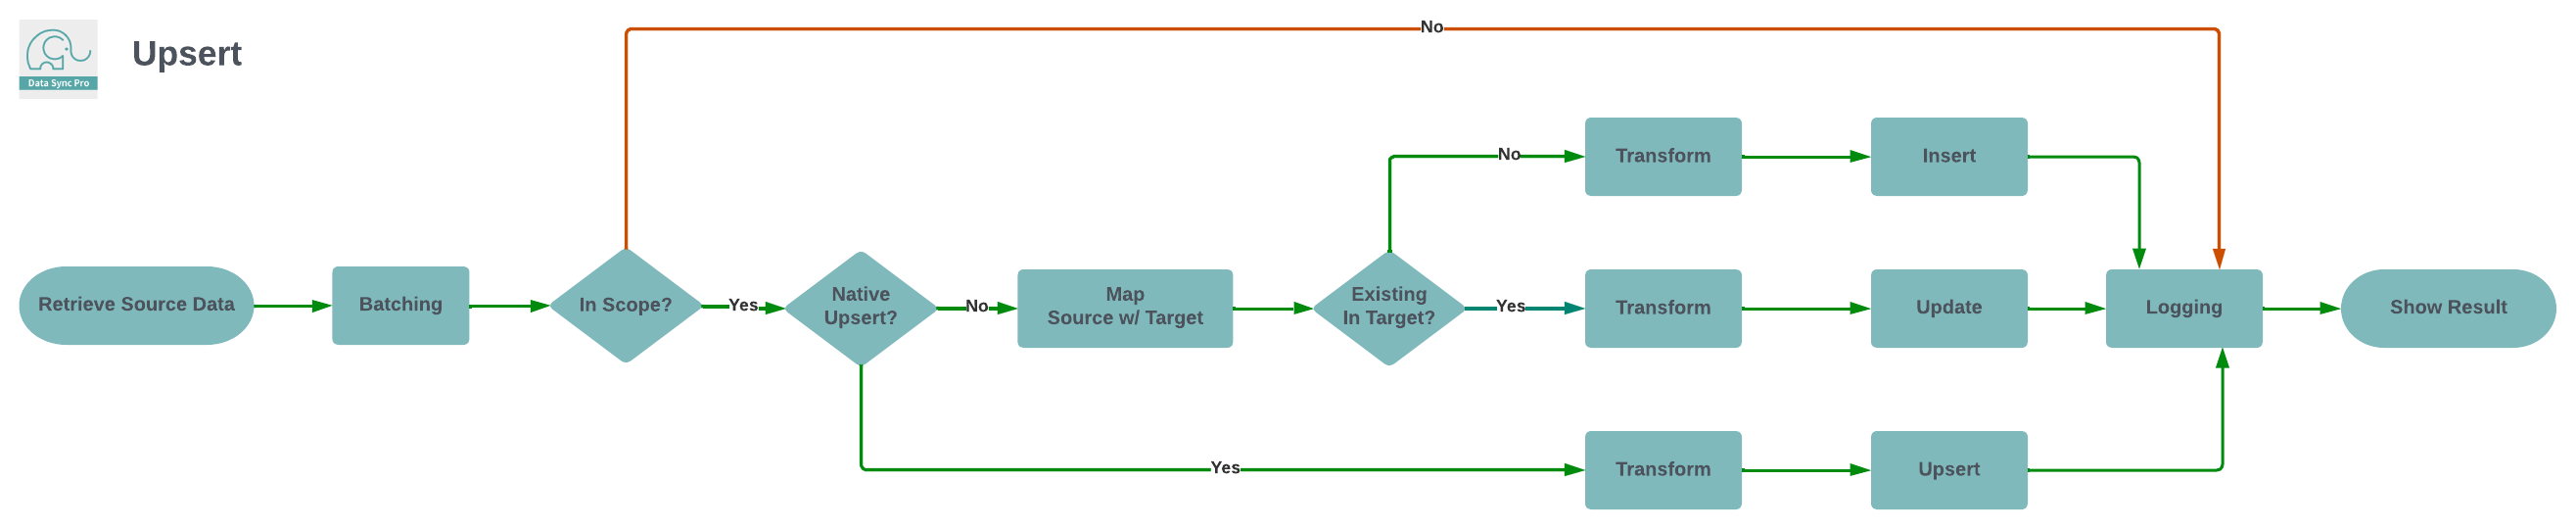 Data Sync Pro
Upsert
No
No
Transform
Insert
Retrieve Source Data
Batching
In Scope?
Yes
Native
Upsert?
No
Map
Source w/ Target
Existing
In Target?
Yes
Transform
Update
Logging
Show Result
Yes
Transform
Upsert